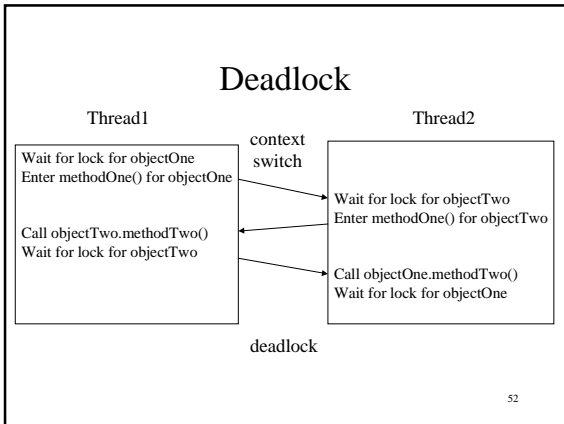 Deadlock
Thread1
Thread2
context
switch
Wait for lock for objectOne
Enter methodOne() for objectOne
Wait for lock for objectTwo
Enter methodOne() for objectTwo
Call objectTwo.methodTwo()
Wait for lock for objectTwo
Call objectOne.methodTwo()
Wait for lock for objectOne
deadlock
52